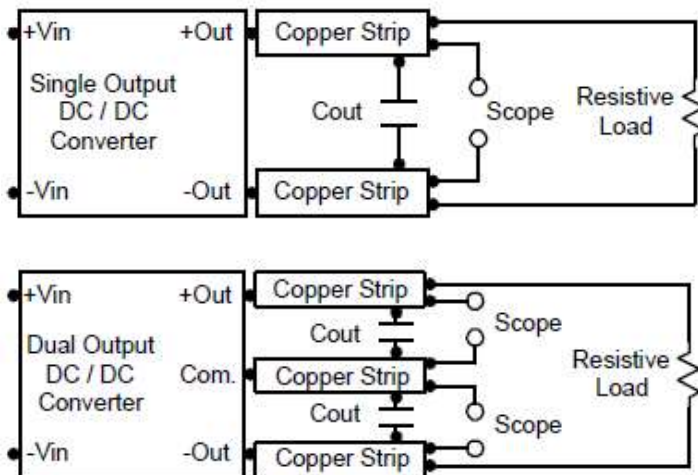 +Vin
+Out
Copper Strip
Single Output
DC / DC
Converter
Cout
Scope
Resistive
Load
-Vin
-Out
Copper Strip
+Vin
+Out
Copper Strip
Cout
Scope
Dual Output
DC / DC
Converter
Com.
Copper Strip
Resistive
Load
Cout
Scope
-Vin
-Out
Copper Strip